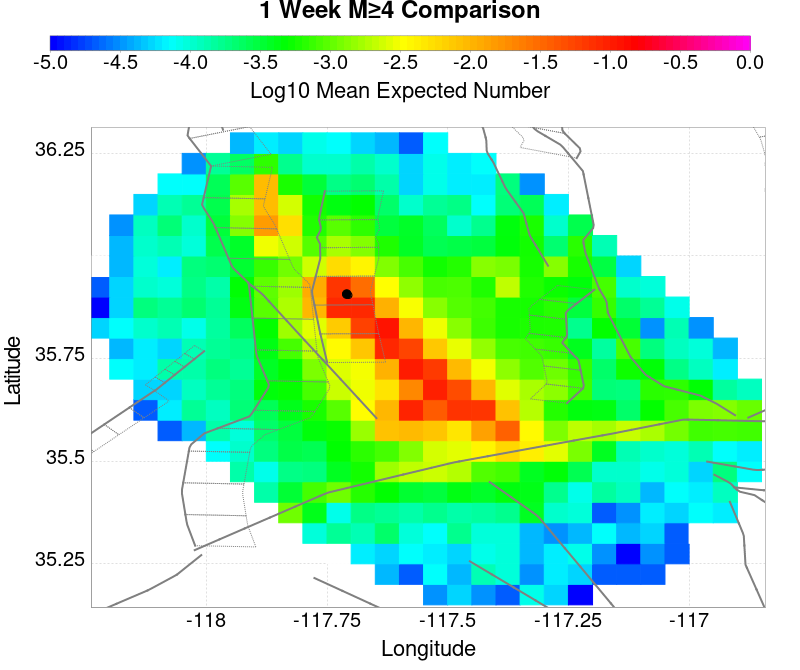 1 Week M≥4 Comparison
-5.0 -4.5 -4.0 -3.5 -3.0 -2.5 -2.0 -1.5 -1.0 -0.5 0.0
Log10 Mean Expected Number
36.25
35.75
35.5
35.25
Latitude
-118 -117.75 -117.5 -117.25 -117
Longitude